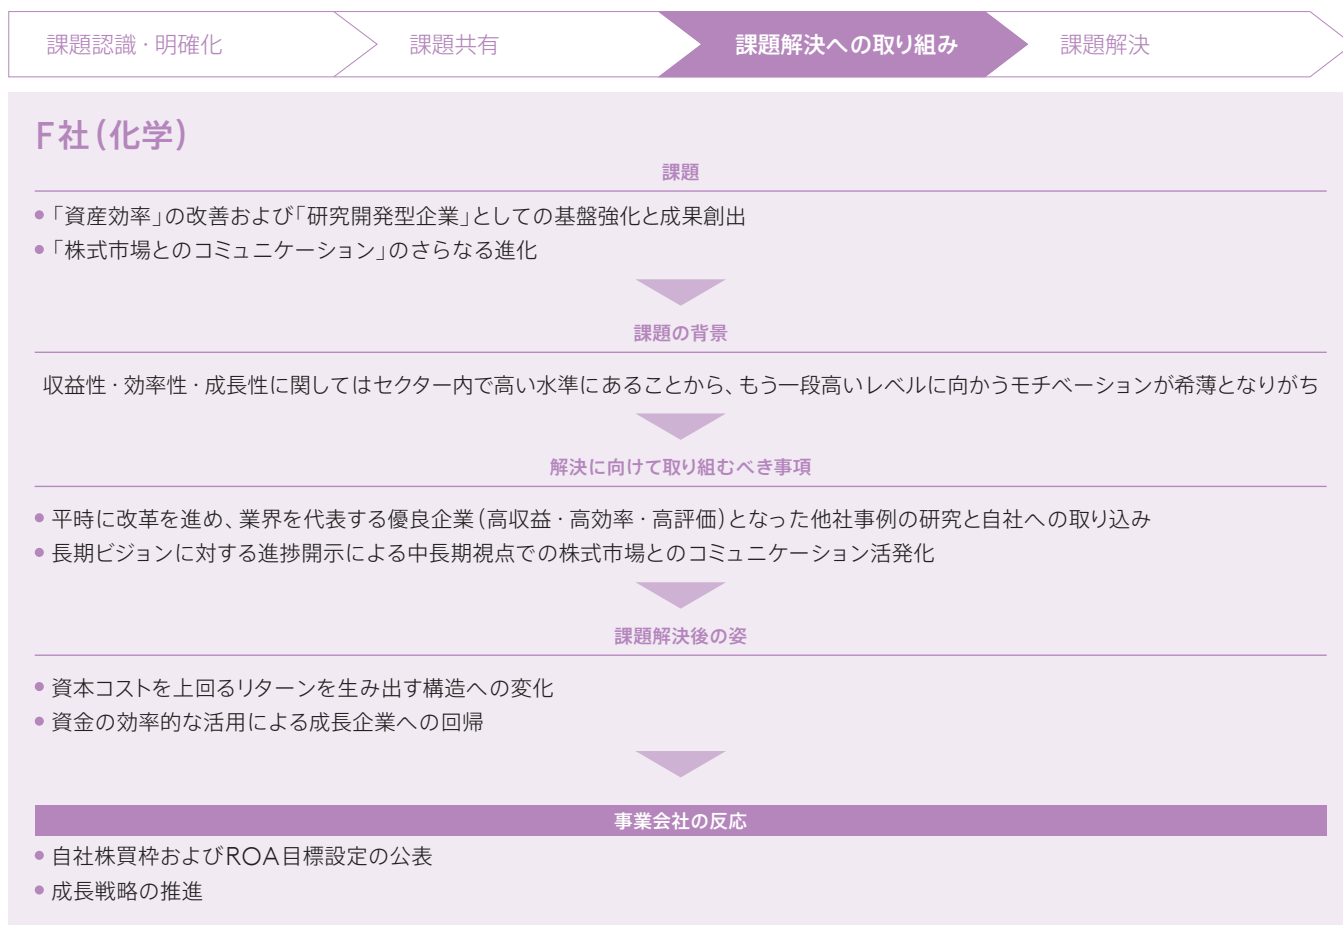 課題認識・明確化
課題共有
課題解決への取り組み
課題解決
F社(化学)
課題
●「資産効率」の改善および「研究開発型企業」としての基盤強化と成果創出
●「株式市場とのコミュニケーション」のさらなる進化
課題の背景
収益性・効率性・成長性に関してはセクター内で高い水準にあることから、もう一段高いレベルに向かうモチベーションが希薄となりがち
解決に向けて取り組むべき事項
● 平時に改革を進め、業界を代表する優良企業(高収益・高効率・高評価)となった他社事例の研究と自社への取り込み
● 長期ビジョンに対する進捗開示による中長期視点での株式市場とのコミュニケーション活発化
課題解決後の姿
● 資本コストを上回るリターンを生み出す構造への変化
● 資金の効率的な活用による成長企業への回帰
事業会社の反応
● 自社株買枠およびROA目標設定の公表
● 成長戦略の推進